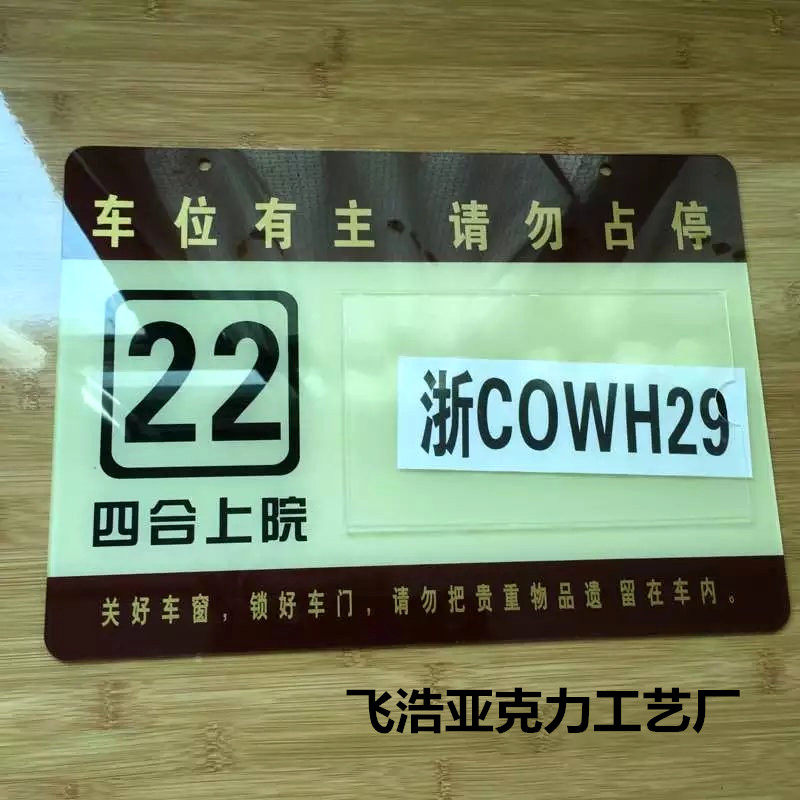 车位有主 请勿占停
22
浙COWH29
四合上院
关好车窗，锁好车门，请勿把贵重物品遗 留在车内。
飞浩亚克力工艺厂